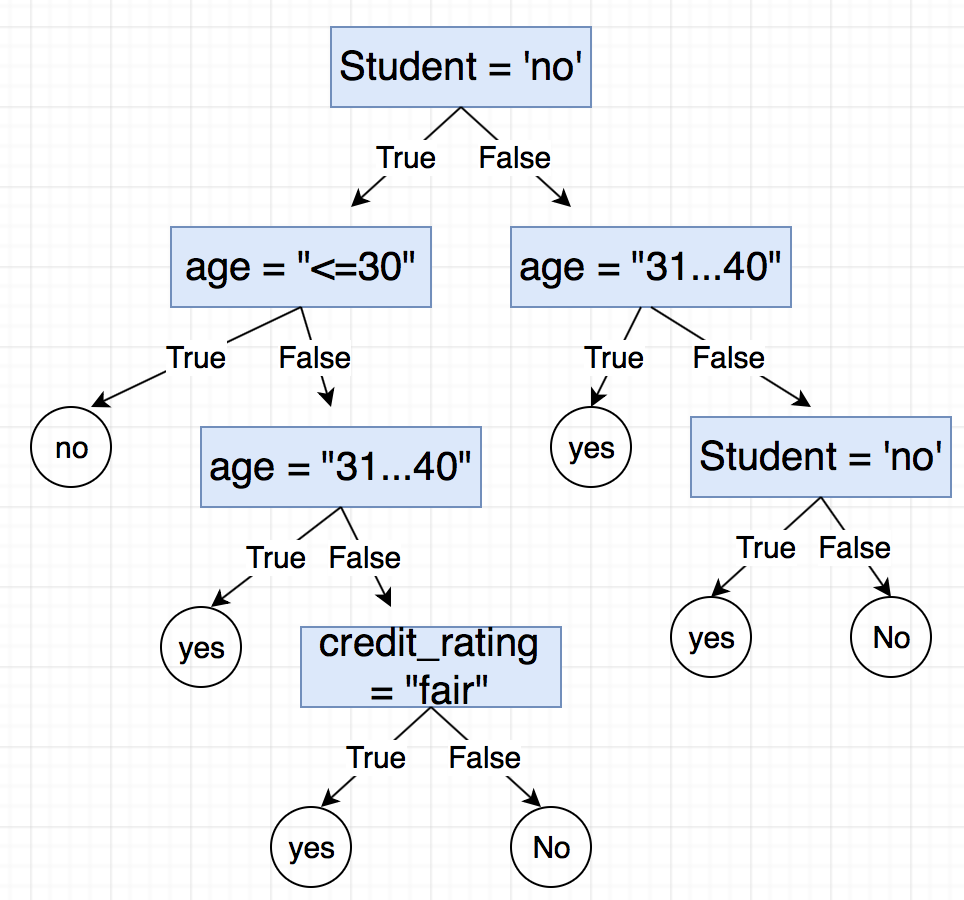 Student = 'no'
True False
age = "<=30" age = "31...40"
True False True False
no yes
age = "31...40" Student = 'no'
True False True False
yes yes No
credit_rating
= "fair"
True False
yes No